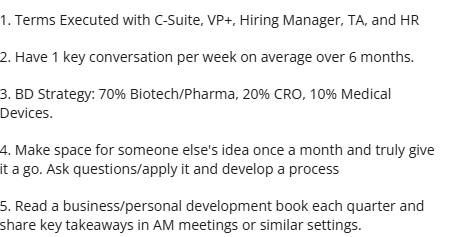 1. Terms Executed with C-Suite, VP+, Hiring Manager, TA, and HR
2. Have 1 key conversation per week on average over 6 months.
3. BD Strategy: 70% Biotech/Pharma, 20% CRO, 10% Medical
Devices.
4. Make space for someone else's idea once a month and truly give
it a go. Ask questions/apply it and develop a process
5. Read a business/personal development book each quarter and
share key takeaways in AM meetings or similar settings.